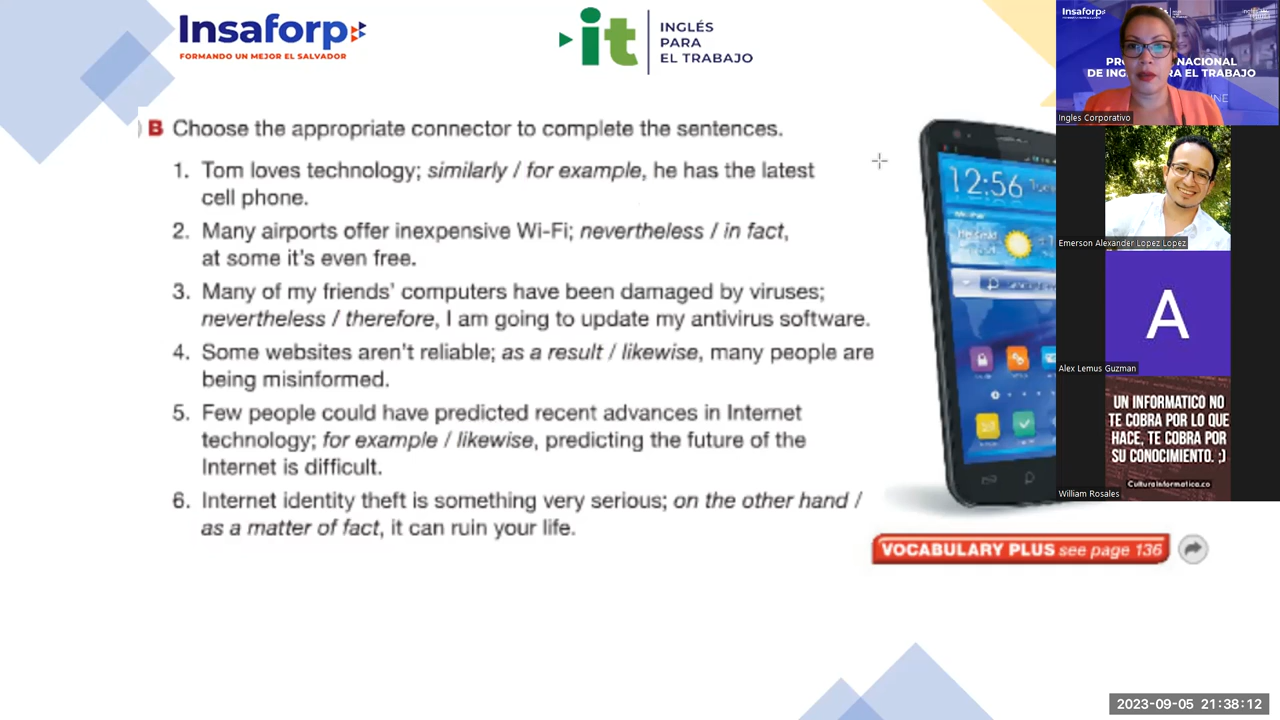 Insaforp
FORMANDO UN MEJOR EL SALVADOR
it
INGLÉS
PARA
EL TRABAJO
B Choose the appropriate connector to complete the sentences.
1. Tom loves technology; similarly / for example, he has the latest
cell phone.
2. Many airports offer inexpensive Wi-Fi; nevertheless / in fact,
at some it's even free.
3. Many of my friends' computers have been damaged by viruses;
nevertheless / therefore, I am going to update my antivirus software.
4. Some websites aren't reliable; as a result / likewise, many people are
being misinformed.
5. Few people could have predicted recent advances in Internet
technology; for example / likewise, predicting the future of the
Internet is difficult.
6. Internet identity theft is something very serious; on the other hand /
as a matter of fact, it can ruin your life.
12:56
VOCABULARY PLUS see page 136
Insaforp
NACIONAL
DE EL TRABAJO
Ingles Corporativo
Emerson Alexander Lopez Lopez
A
Alex Lemus Guzman
UN INFORMATICO NO
TE COBRA POR LO QUE
HACE, TE COBRA POR
SU CONOCIMIENTO. ;)
CulturaInformatica.co
William Rosales
2023-09-05 21:38:12